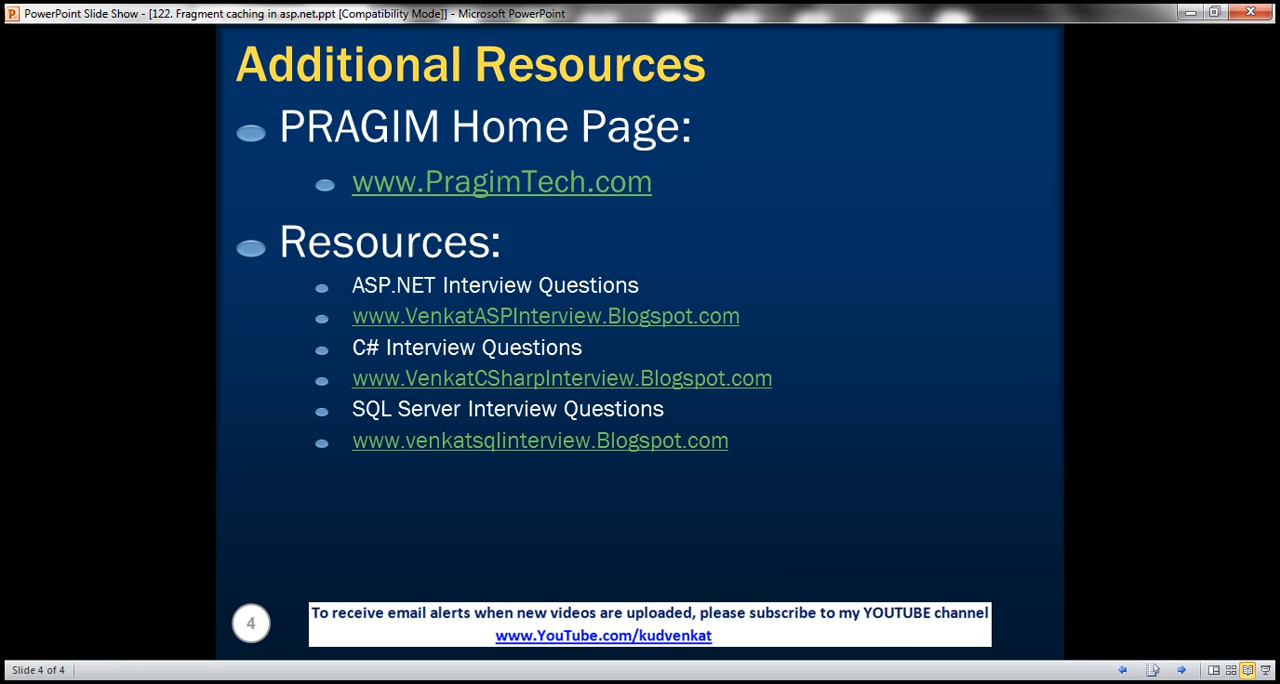 PowerPoint Slide Show - [122. Fragment caching in asp.net.ppt [Compatibility Mode]] - Microsoft PowerPoint
Additional Resources
PRAGIM Home Page:
www.PragimTech.com
Resources:
ASP.NET Interview Questions
www.VenkatASPInterview.Blogspot.com
C# Interview Questions
www.VenkatCSharpInterview.Blogspot.com
SQL Server Interview Questions
www.venkatsqlinterview.Blogspot.com
4
To receive email alerts when new videos are uploaded, please subscribe to my YOUTUBE channel
www.YouTube.com/kudvenkat
Slide 4 of 4